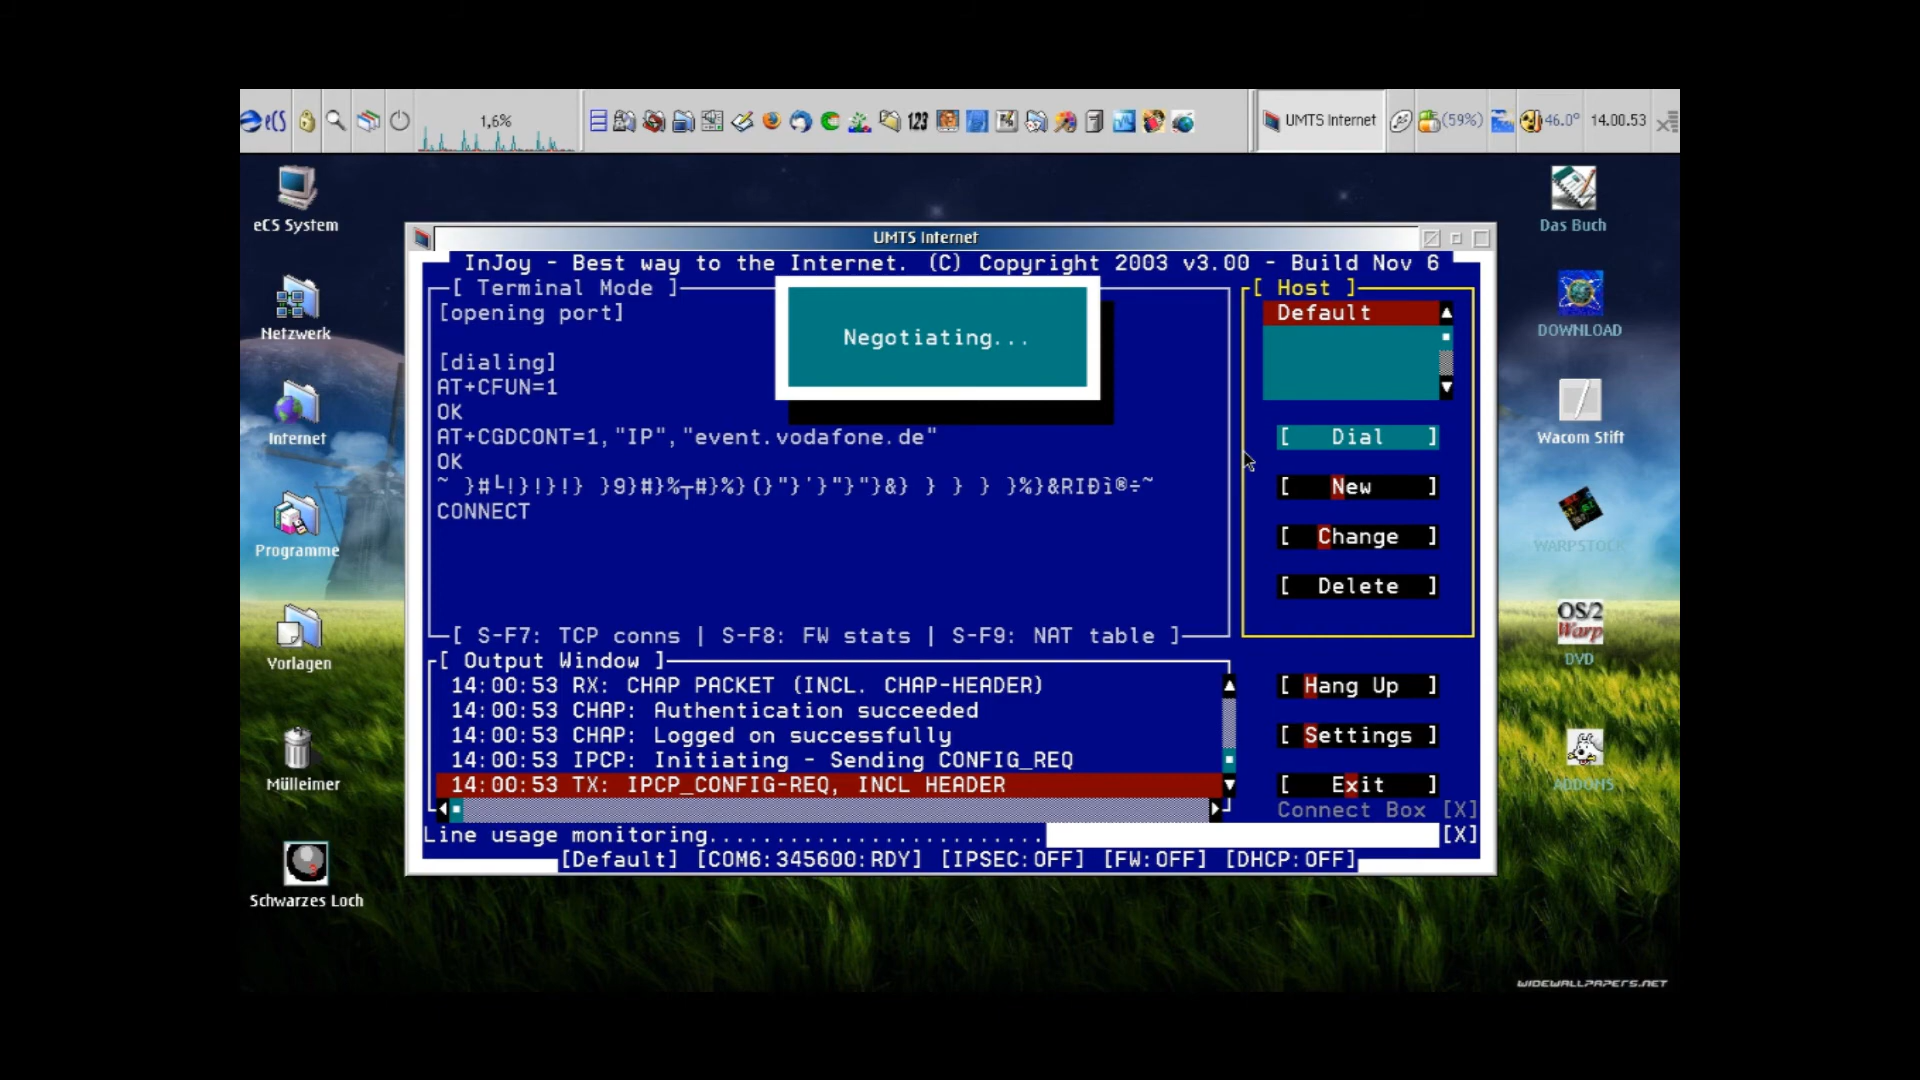 eCS
1,6%
123
UMTS Internet
(59%)
46.0°
14.00.53
eCS System
Netzwerk
Internet
Programme
Vorlagen
Mülleimer
Schwarzes Loch
UMTS Internet
InJoy - Best way to the Internet. (C) Copyright 2003 v3.00 - Build Nov 6
[ Terminal Mode ]
[opening port]
[dialing]
AT+CFUN=1
OK
AT+CGDCONT=1,"IP","event.vodafone.de"
OK
~ }#└!}!}!} }9}#}%┬#}%}(}"}'}"}"}&} } } } }%}&RIÐì®÷~
CONNECT
Negotiating...
[ S-F7: TCP conns | S-F8: FW stats | S-F9: NAT table ]
[ Host ]
Default
[ Dial ]
[ New ]
[ Change ]
[ Delete ]
[ Output Window ]
14:00:53 RX: CHAP PACKET (INCL. CHAP-HEADER)
14:00:53 CHAP: Authentication succeeded
14:00:53 CHAP: Logged on successfully
14:00:53 IPCP: Initiating - Sending CONFIG_REQ
14:00:53 TX: IPCP_CONFIG-REQ, INCL HEADER
[ Hang Up ]
[ Settings ]
[ Exit ]
Connect Box [X]
Line usage monitoring......................... [X]
[Default] [COM6:345600:RDY] [IPSEC:OFF] [FW:OFF] [DHCP:OFF]
Das Buch
DOWNLOAD
Wacom Stift
WARPSTOCK
OS/2
Warp
DVD
ADDONS
WIDEWALLPAPERS.NET